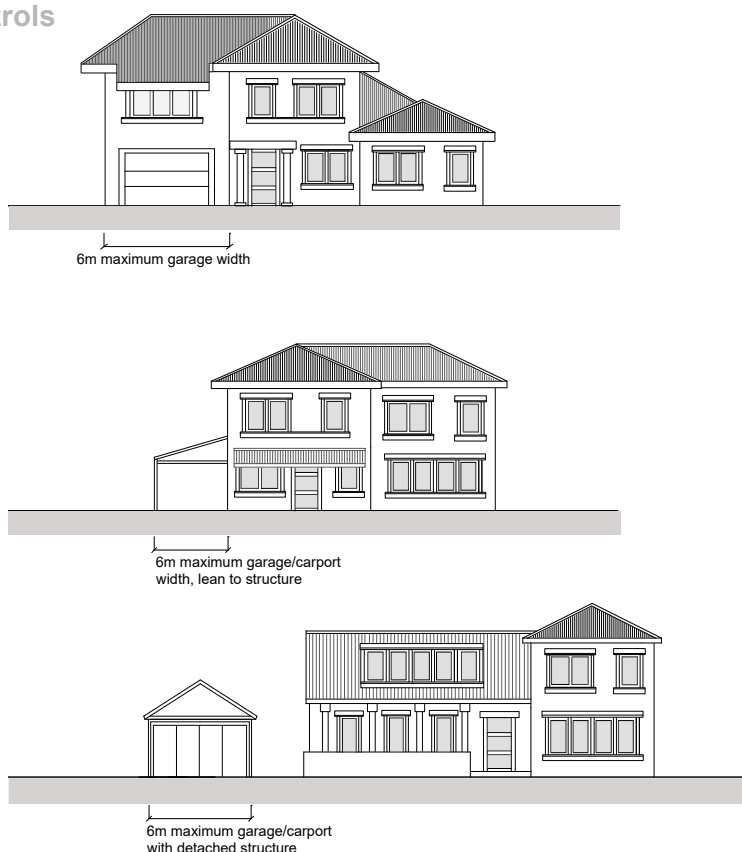 6m maximum garage width
6m maximum garage/carport
width, lean to structure
6m maximum garage/carport
with detached structure